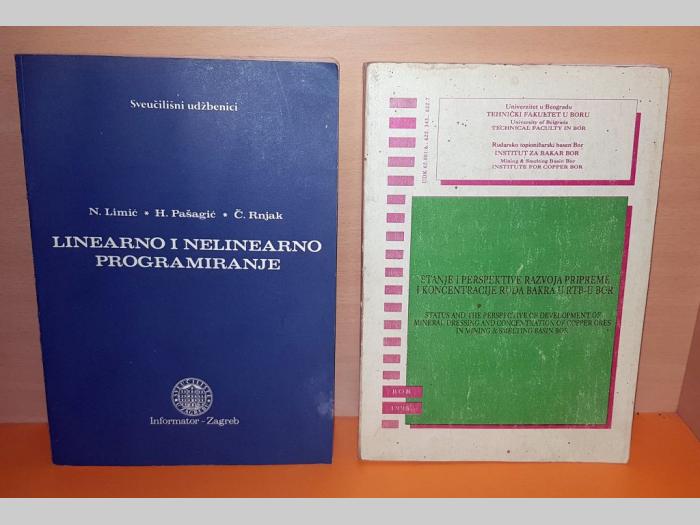 Sveučilišni udžbenici
N. Limić * H. Pašagić * Č. Rnjak
LINEARNO I NELINEARNO
PROGRAMIRANJE
Informator - Zagreb
Univerzitet u Beogradu
TEHNIČKI FAKULTET U BORU
University of Belgrade
TECHNICAL FACULTY IN BOR
Rudarsko topioničarski basen Bor
INSTITUT ZA BAKAR BOR
Mining & Smelting Basin Bor
INSTITUTE FOR COPPER BOR
STANJE I PERSPEKTIVE RAZVOJA PRIPREME
I KONCENTRACIJE RUDA BAKRA U RTB-U BOR
STATUS AND THE PERSPECTIVE OF DEVELOPMENT OF
MINERAL DRESSING AND CONCENTRATION OF COPPER ORES
IN MINING & SMELTING BASIN BOR
BOR